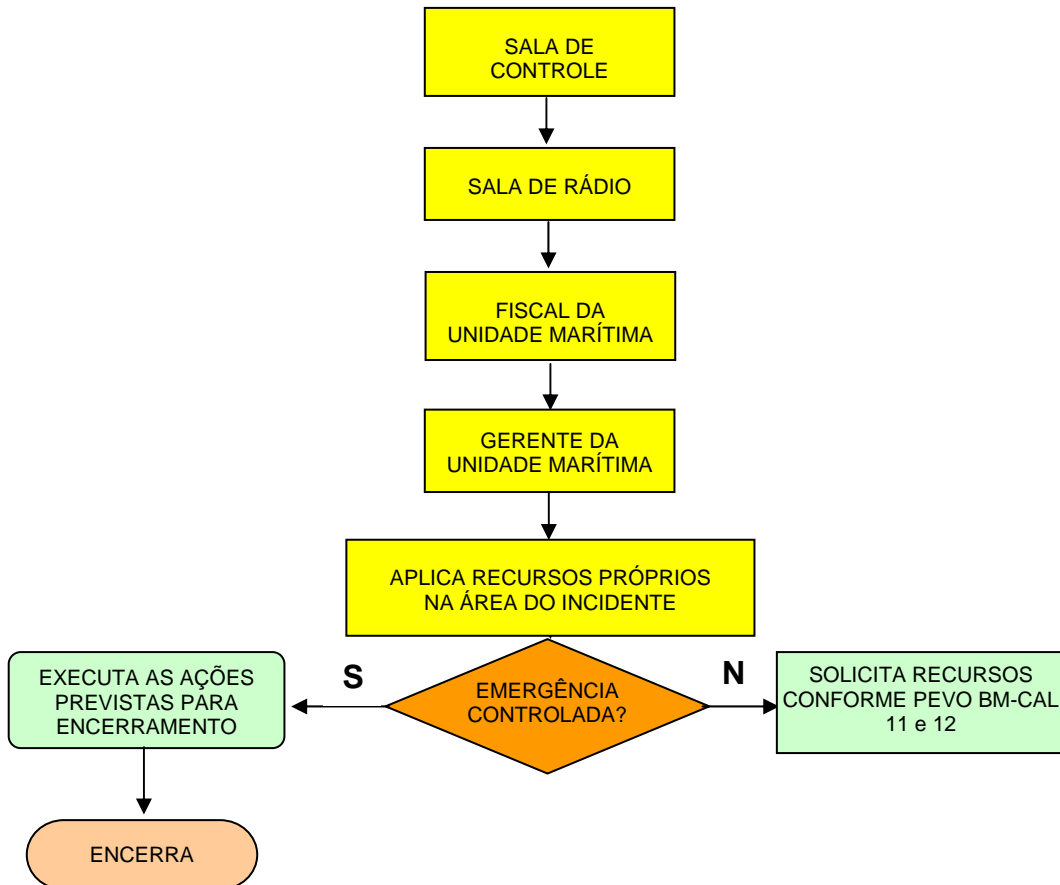 SALA DE
CONTROLE
SALA DE RÁDIO
FISCAL DA
UNIDADE MARÍTIMA
GERENTE DA
UNIDADE MARÍTIMA
APLICA RECURSOS PRÓPRIOS
NA ÁREA DO INCIDENTE
EXECUTA AS AÇÕES
PREVISTAS PARA
ENCERRAMENTO
S
EMERGÊNCIA
CONTROLADA?
N
SOLICITA RECURSOS
CONFORME PEVO BM-CAL
11 e 12
ENCERRA